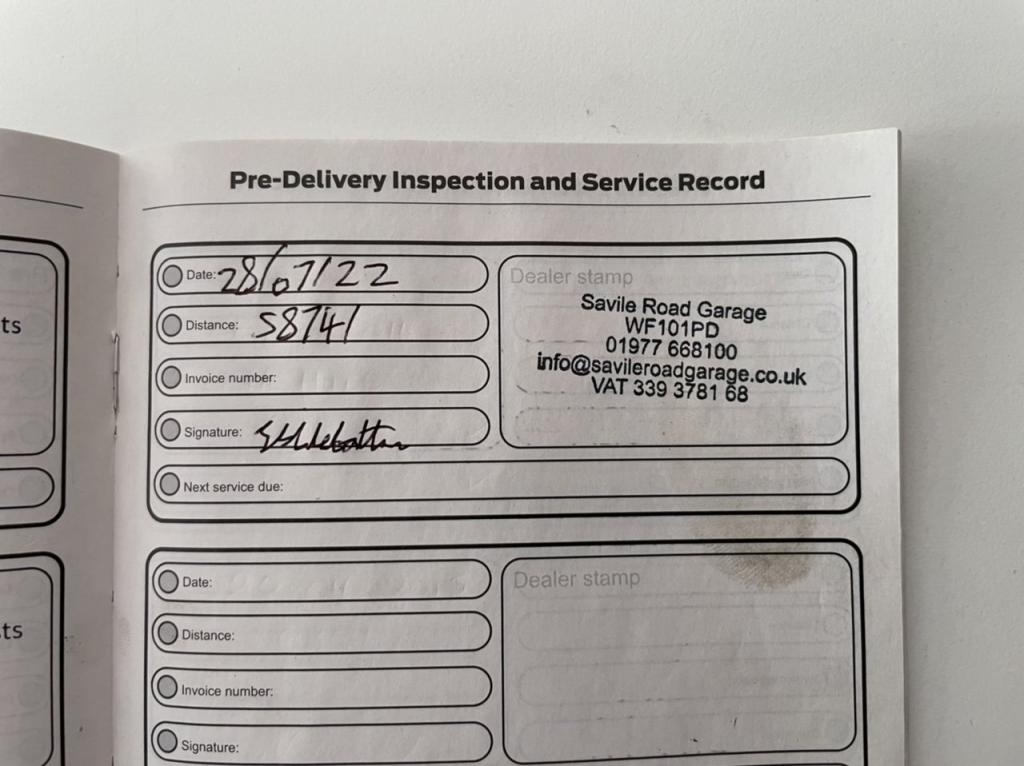 Pre-Delivery Inspection and Service Record
Date: 28/07/22
Distance: 58741
Invoice number:
Signature:
Next service due:
Dealer stamp
Savile Road Garage
WF101PD
01977 668100
info@savileroadgarage.co.uk
VAT 339 3781 68
ts
Date:
Distance:
Invoice number:
Signature:
Dealer stamp
ts